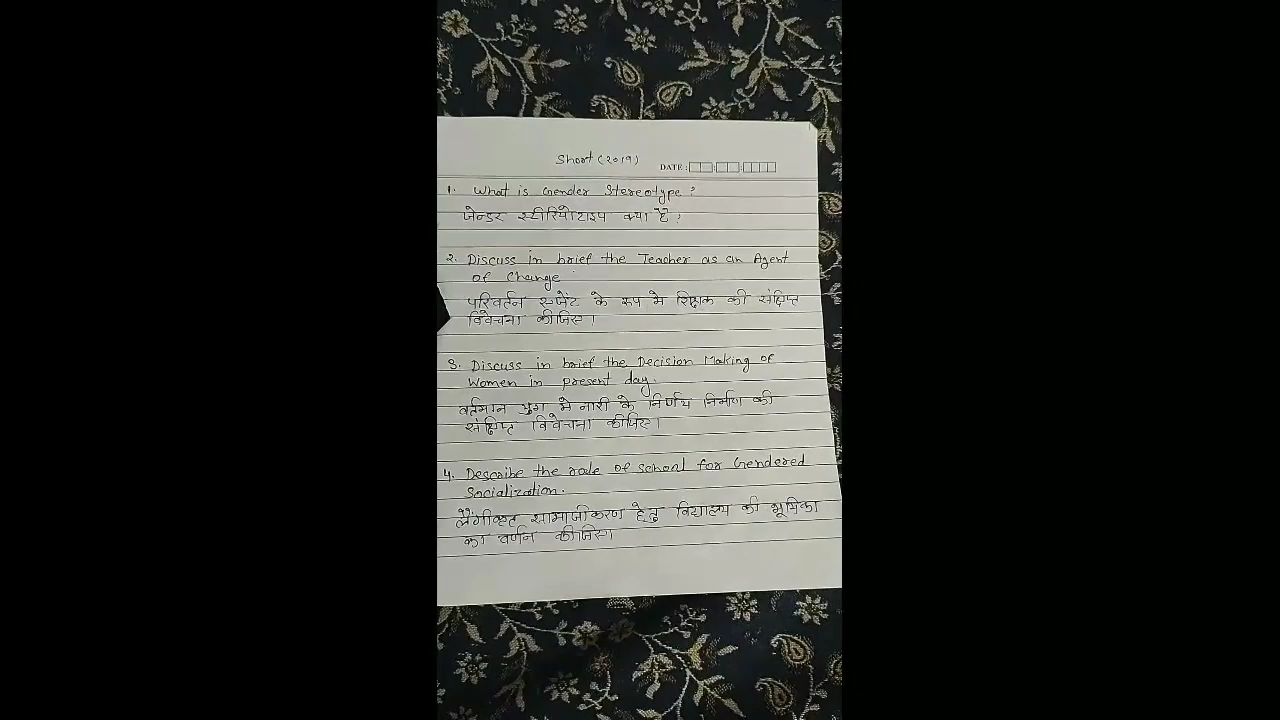 Short (2019)
DATE:
1. What is Gender Stereotype?
जेन्डर स्टीरियोटाइप क्या है?
2. Discuss in brief the Teacher as an Agent
of Change
परिवर्तन एजेंट के रूप मे शिक्षक की संक्षिप्त
विवेचना कीजिए।
3. Discuss in brief the Decision Making of
Women in present day.
वर्तमान युग मे नारी के निर्णय निर्माण की
संक्षिप्त विवेचना कीजिए।
4. Describe the role of school for Gendered
Socialization.
लैंगीकृत सामाजीकरण हेतु विद्यालय की भूमिका
का वर्णन कीजिए।